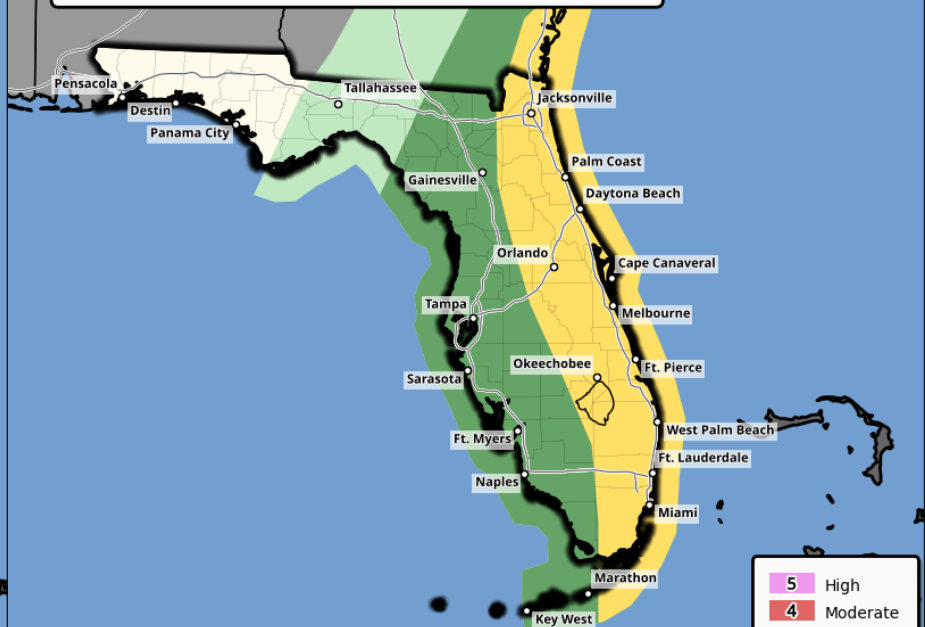 Pensacola
Tallahassee
Destin
Jacksonville
Panama City
Palm Coast
Gainesville
Daytona Beach
Orlando
Cape Canaveral
Tampa
Melbourne
Okeechobee
Ft. Pierce
Sarasota
West Palm Beach
Ft. Myers
Ft. Lauderdale
Naples
Miami
Marathon
Key West
5 High
4 Moderate